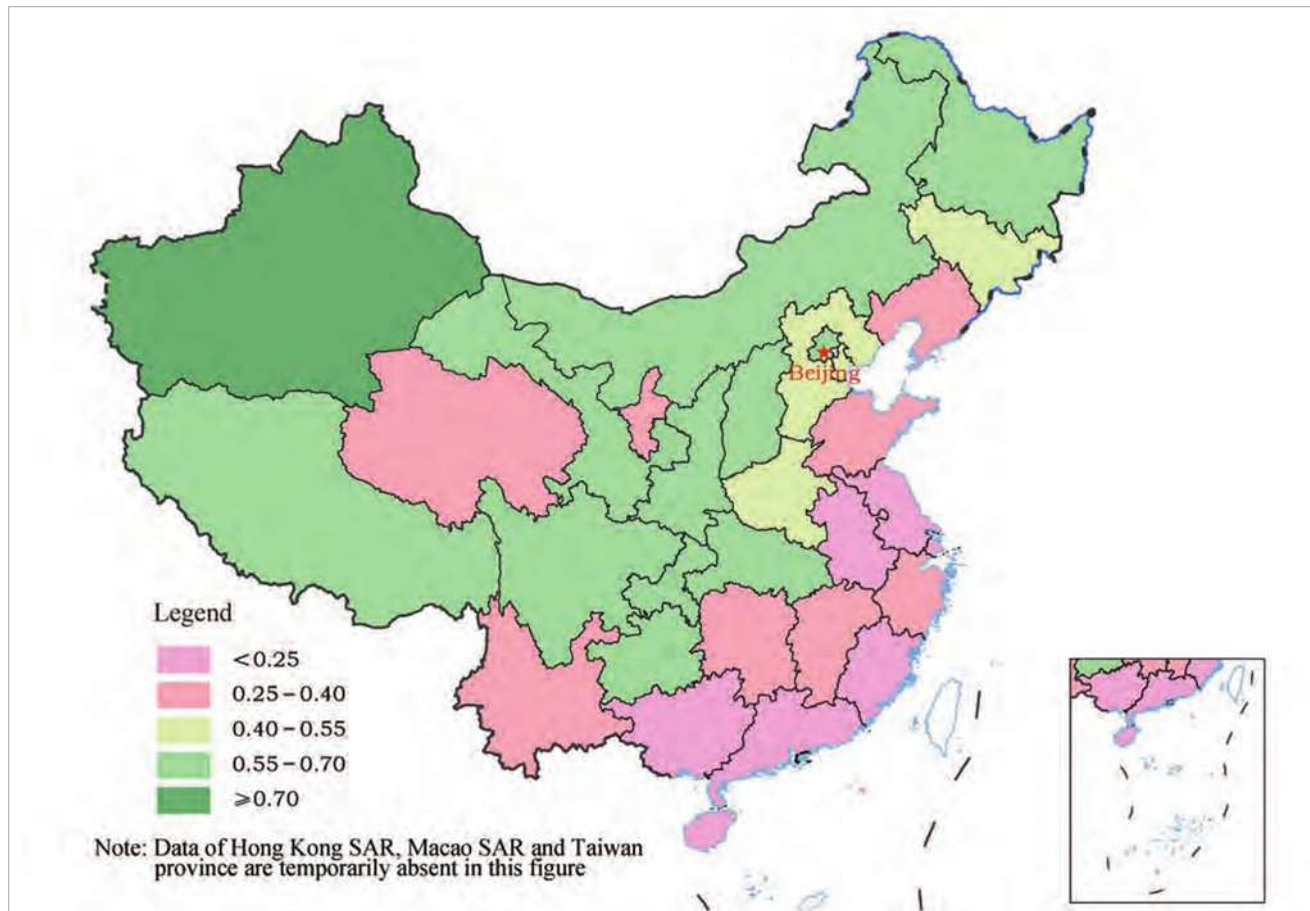 Beijing
Legend
<0.25
0.25-0.40
0.40-0.55
0.55-0.70
≥0.70
Note: Data of Hong Kong SAR, Macao SAR and Taiwan
province are temporarily absent in this figure